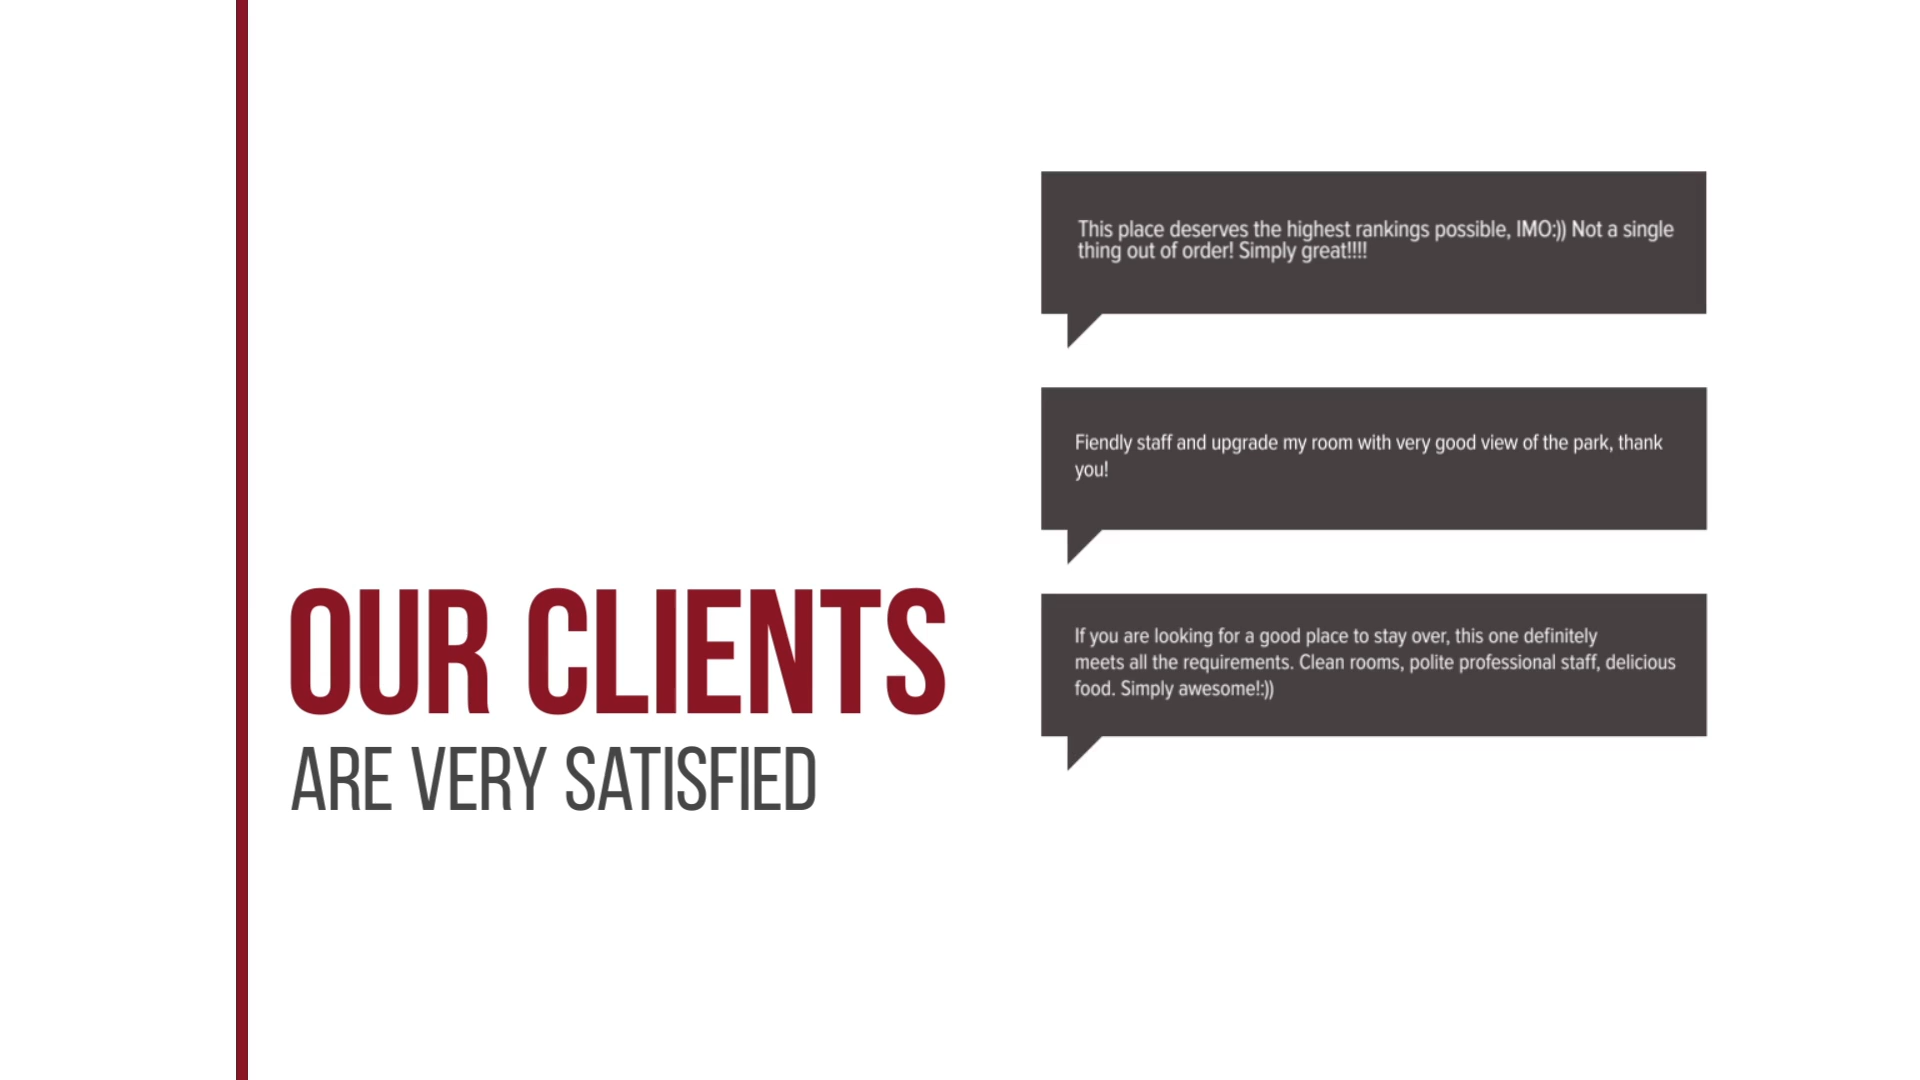 OUR CLIENTS
ARE VERY SATISFIED
This place deserves the highest rankings possible, IMO:)) Not a single
thing out of order! Simply great!!!!
Fiendly staff and upgrade my room with very good view of the park, thank
you!
If you are looking for a good place to stay over, this one definitely
meets all the requirements. Clean rooms, polite professional staff, delicious
food. Simply awesome!:))